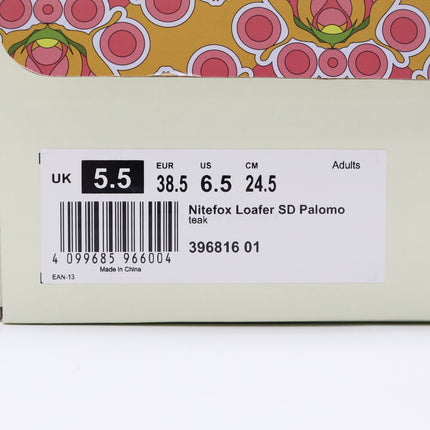 UK 5.5 EUR 38.5 US 6.5 CM 24.5 Adults
Nitefox Loafer SD Palomo
teak
396816 01
4 099685 966004
Made in China
EAN-13